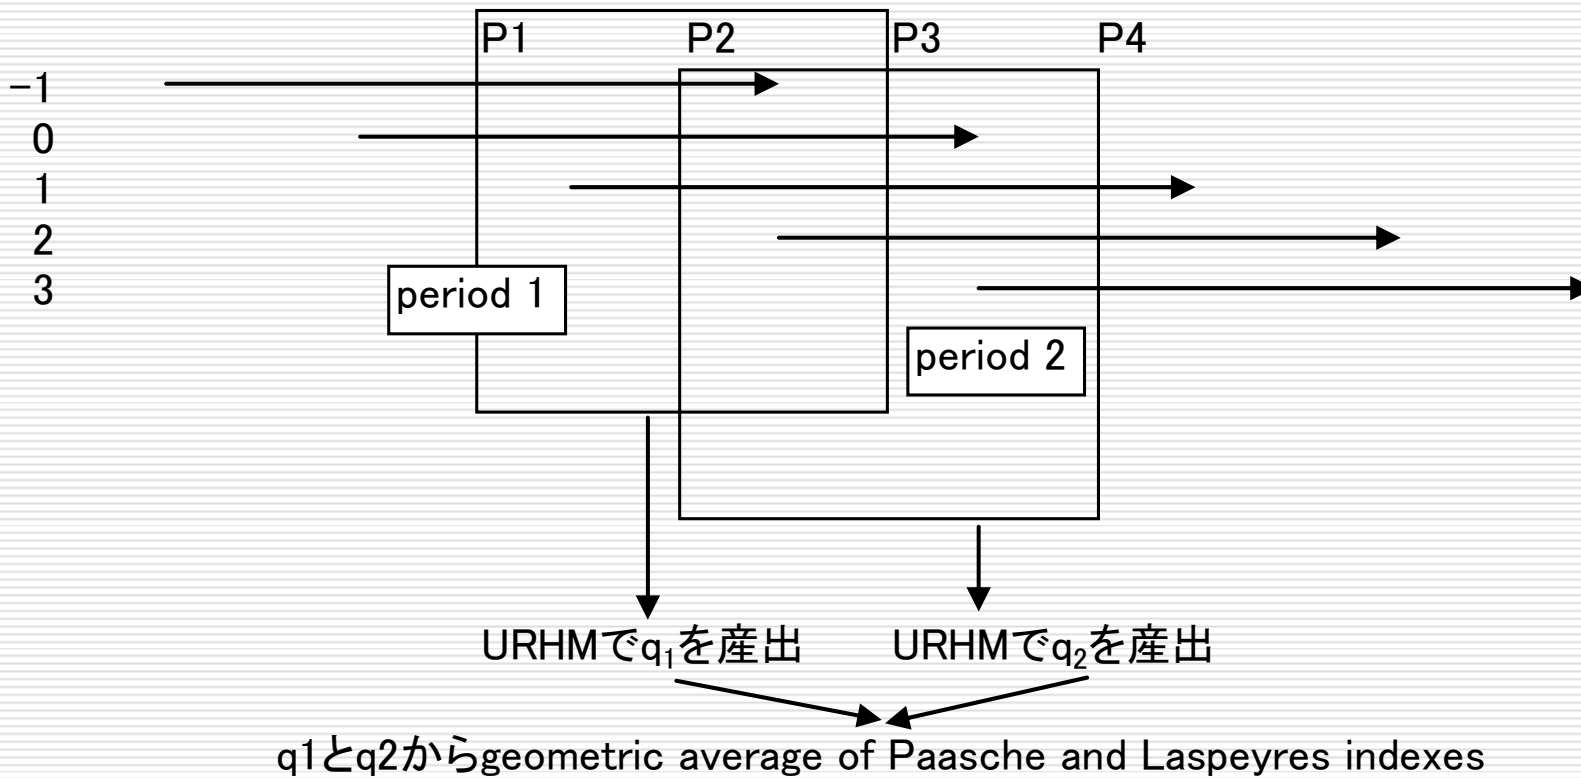 P1 P2 P3 P4
-1
0
1
2
3
period 1
period 2
URHMでq₁を産出 URHMでq₂を産出
q1とq2からgeometric average of Paasche and Laspeyres indexes